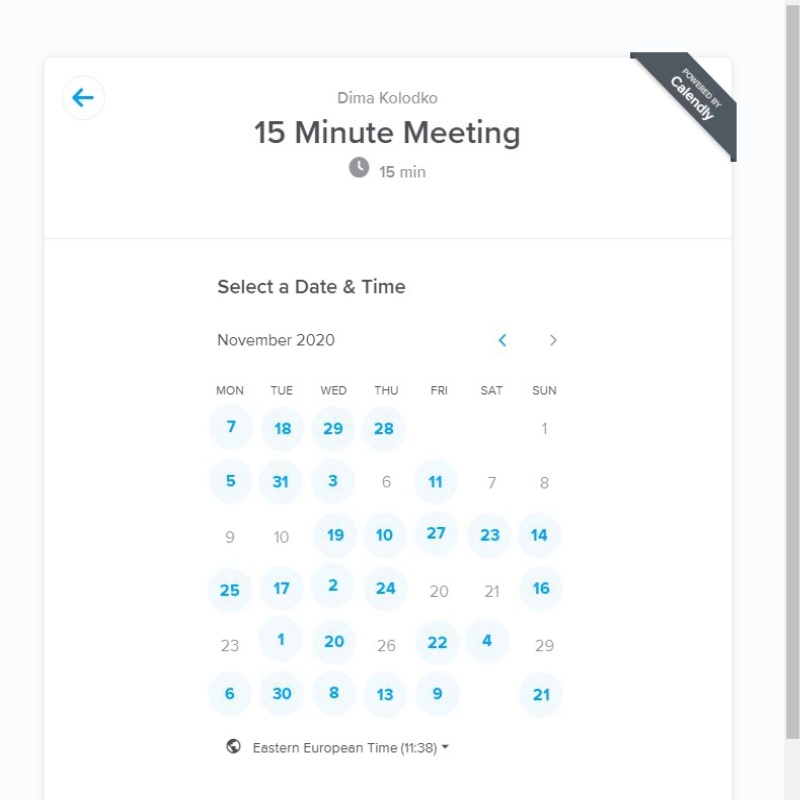 POWERED BY
Calendly
Dima Kolodko
15 Minute Meeting
15 min
Select a Date & Time
November 2020
MON TUE WED THU FRI SAT SUN
7 18 29 28 1
5 31 3 6 11 7 8
9 10 19 10 27 23 14
25 17 2 24 20 21 16
23 1 20 26 22 4 29
6 30 8 13 9 21
Eastern European Time (11:38)